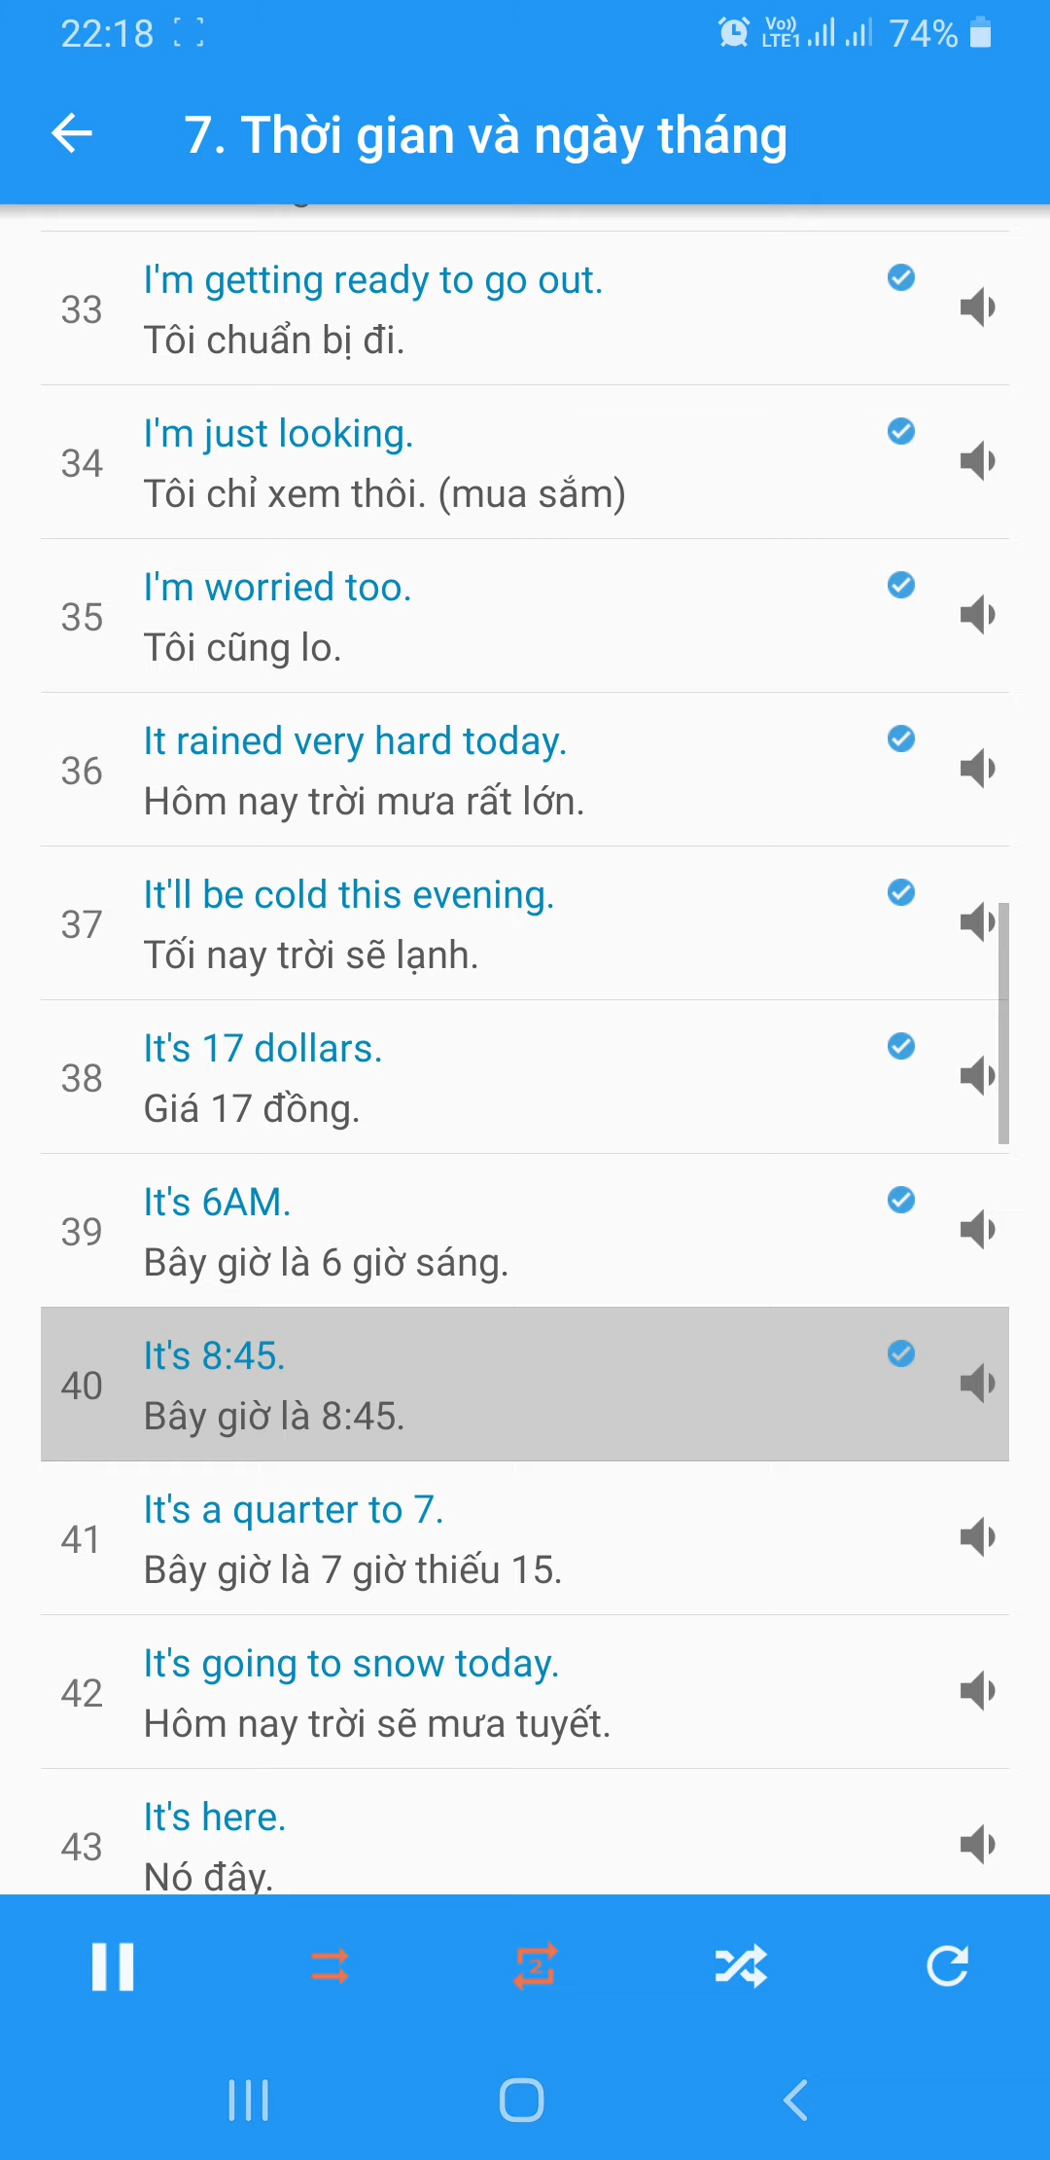 22:18
Vo)) LTE1 74%
7. Thời gian và ngày tháng
33
I'm getting ready to go out.
Tôi chuẩn bị đi.
34
I'm just looking.
Tôi chỉ xem thôi. (mua sắm)
35
I'm worried too.
Tôi cũng lo.
36
It rained very hard today.
Hôm nay trời mưa rất lớn.
37
It'll be cold this evening.
Tối nay trời sẽ lạnh.
38
It's 17 dollars.
Giá 17 đồng.
39
It's 6AM.
Bây giờ là 6 giờ sáng.
40
It's 8:45.
Bây giờ là 8:45.
41
It's a quarter to 7.
Bây giờ là 7 giờ thiếu 15.
42
It's going to snow today.
Hôm nay trời sẽ mưa tuyết.
43
It's here.
Nó đây.
2